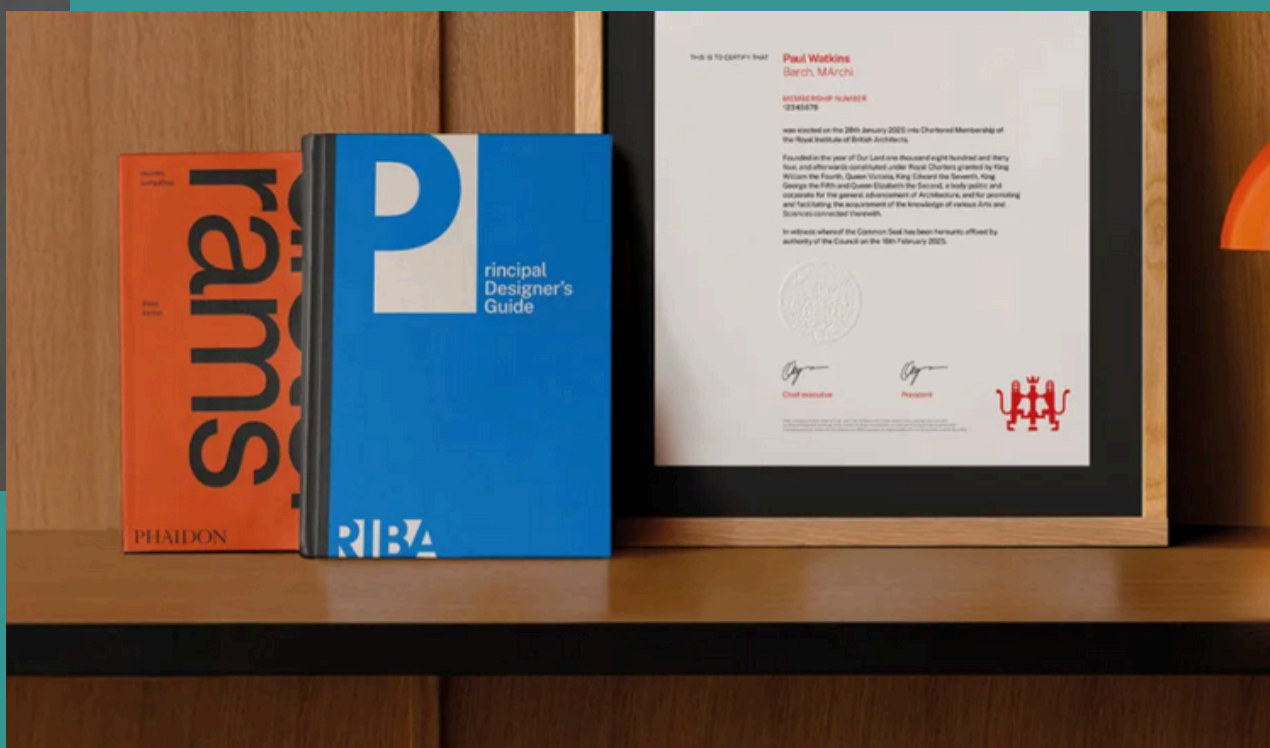 rams
PHAIDON
P
rincipal
Designer's
Guide
RIBA
THIS IS TO CERTIFY THAT
Paul Watkins
Barch, MArchi
MEMBERSHIP NUMBER
12345678
was elected on the 28th January 2025 into Chartered Membership of
the Royal Institute of British Architects.
Founded in the year of Our Lord one thousand eight hundred and thirty
four, and afterwards constituted under Royal Charters granted by King
William the Fourth, Queen Victoria, King Edward the Seventh, King
George the Fifth and Queen Elizabeth the Second, a body politic and
corporate for the general advancement of Architecture, and for promoting
and facilitating the acquirement of the knowledge of various Arts and
Sciences connected therewith.
In witness whereof the Common Seal has been hereunto affixed by
authority of the Council on the 16th February 2025.
Chief executive
President